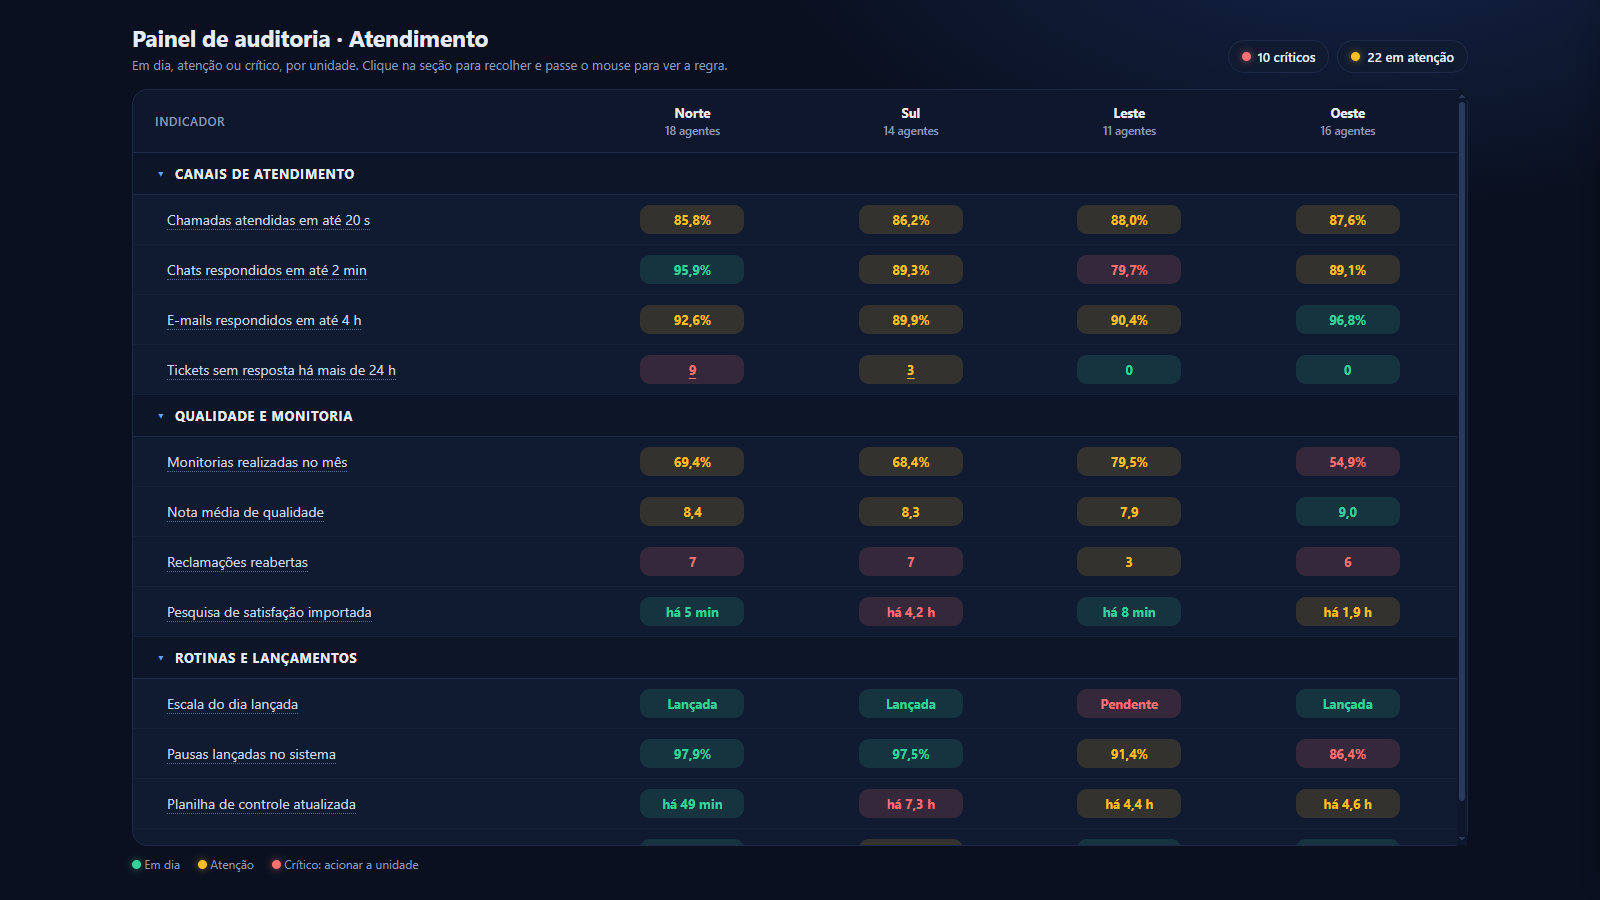 Painel de auditoria · Atendimento
Em dia, atenção ou crítico, por unidade. Clique na seção para recolher e passe o mouse para ver a regra.
10 críticos
22 em atenção
INDICADOR Norte Sul Leste Oeste
18 agentes 14 agentes 11 agentes 16 agentes
CANAIS DE ATENDIMENTO
Chamadas atendidas em até 20 s 85,8% 86,2% 88,0% 87,6%
Chats respondidos em até 2 min 95,9% 89,3% 79,7% 89,1%
E-mails respondidos em até 4 h 92,6% 89,9% 90,4% 96,8%
Tickets sem resposta há mais de 24 h 9 3 0 0
QUALIDADE E MONITORIA
Monitorias realizadas no mês 69,4% 68,4% 79,5% 54,9%
Nota média de qualidade 8,4 8,3 7,9 9,0
Reclamações reabertas 7 7 3 6
Pesquisa de satisfação importada há 5 min há 4,2 h há 8 min há 1,9 h
ROTINAS E LANÇAMENTOS
Escala do dia lançada Lançada Lançada Pendente Lançada
Pausas lançadas no sistema 97,9% 97,5% 91,4% 86,4%
Planilha de controle atualizada há 49 min há 7,3 h há 4,4 h há 4,6 h
Em dia Atenção Crítico: acionar a unidade